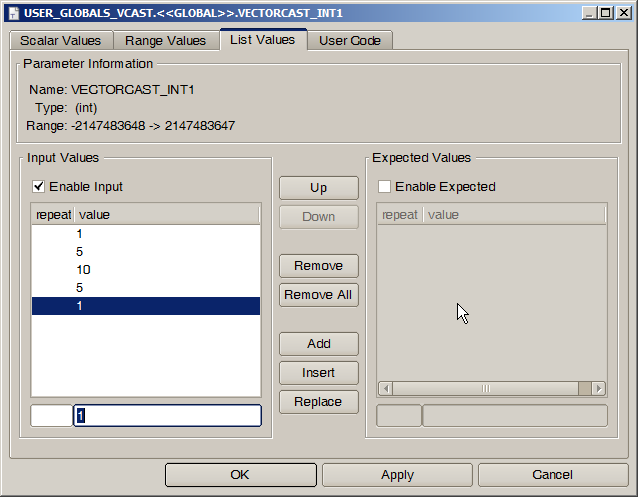 USER_GLOBALS_VCAST.<<GLOBAL>>.VECTORCAST_INT1
Scalar Values Range Values List Values User Code
Parameter Information
Name: VECTORCAST_INT1
Type: (int)
Range: -2147483648 -> 2147483647
Input Values
Enable Input
repeat value
1
5
10
5
1
1
Up
Down
Remove
Remove All
Add
Insert
Replace
Expected Values
Enable Expected
repeat value
OK Apply Cancel